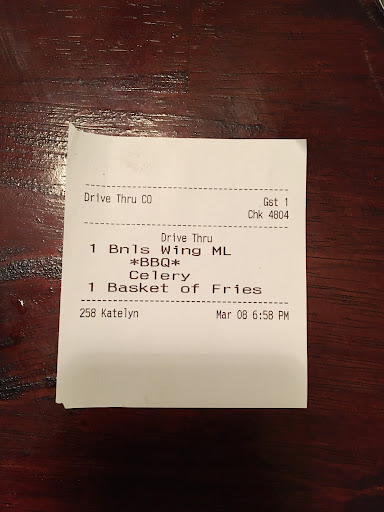 Drive Thru CO Gst 1
Chk 4804
Drive Thru
1 Bnls Wing ML
*BBQ*
Celery
1 Basket of Fries
258 Katelyn Mar 08 6:58 PM